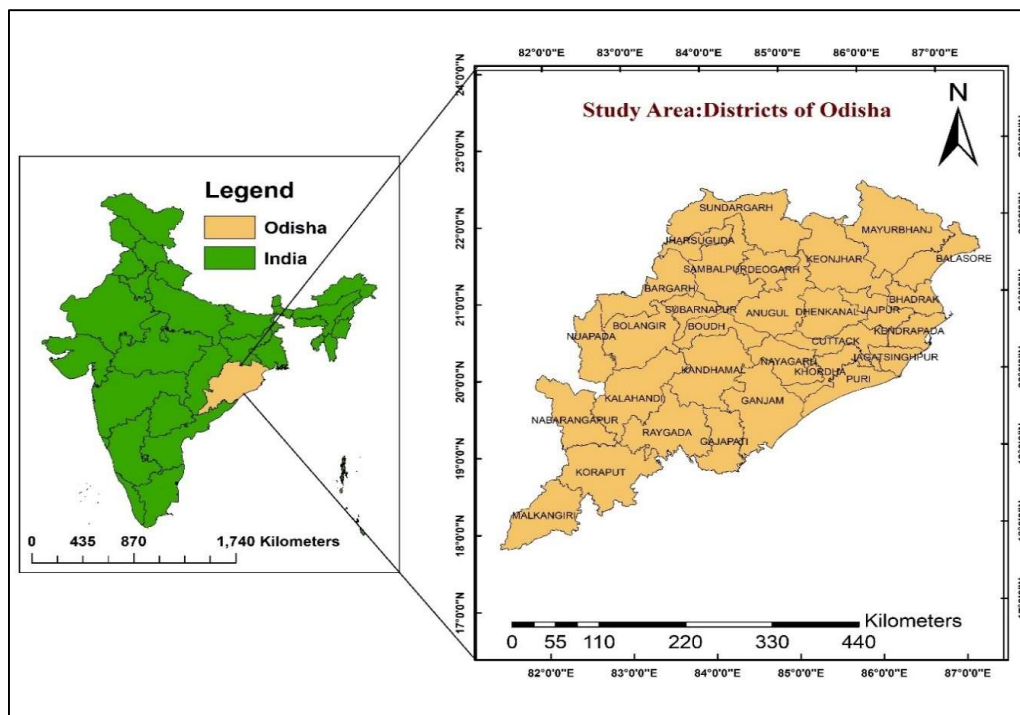 Legend
Odisha
India
0 435 870 1,740 Kilometers
82°0'0"E 83°0'0"E 84°0'0"E 85°0'0"E 86°0'0"E 87°0'0"E
Study Area:Districts of Odisha
N
24°0'0"N
23°0'0"N
22°0'0"N
21°0'0"N
20°0'0"N
19°0'0"N
18°0'0"N
17°0'0"N
SUNDARGARH
MAYURBHANJ
JHARSUGUDA
KEONJHAR
BALASORE
SAMBALPUR
DEOGARH
BARGARH
BHADRAK
SUBARNAPUR
ANUGUL
DHENKANAL
JAJPUR
NUAPADA
BOLANGIR
BOUDH
KENDRAPADA
CUTTACK
NAYAGARH
JAGATSINGHPUR
KANDHAMAL
KHORDHA
PURI
KALAHANDI
GANJAM
NABARANGAPUR
RAYGADA
GAJAPATI
KORAPUT
MALKANGIRI
Kilometers
0 55 110 220 330 440
82°0'0"E 83°0'0"E 84°0'0"E 85°0'0"E 86°0'0"E 87°0'0"E